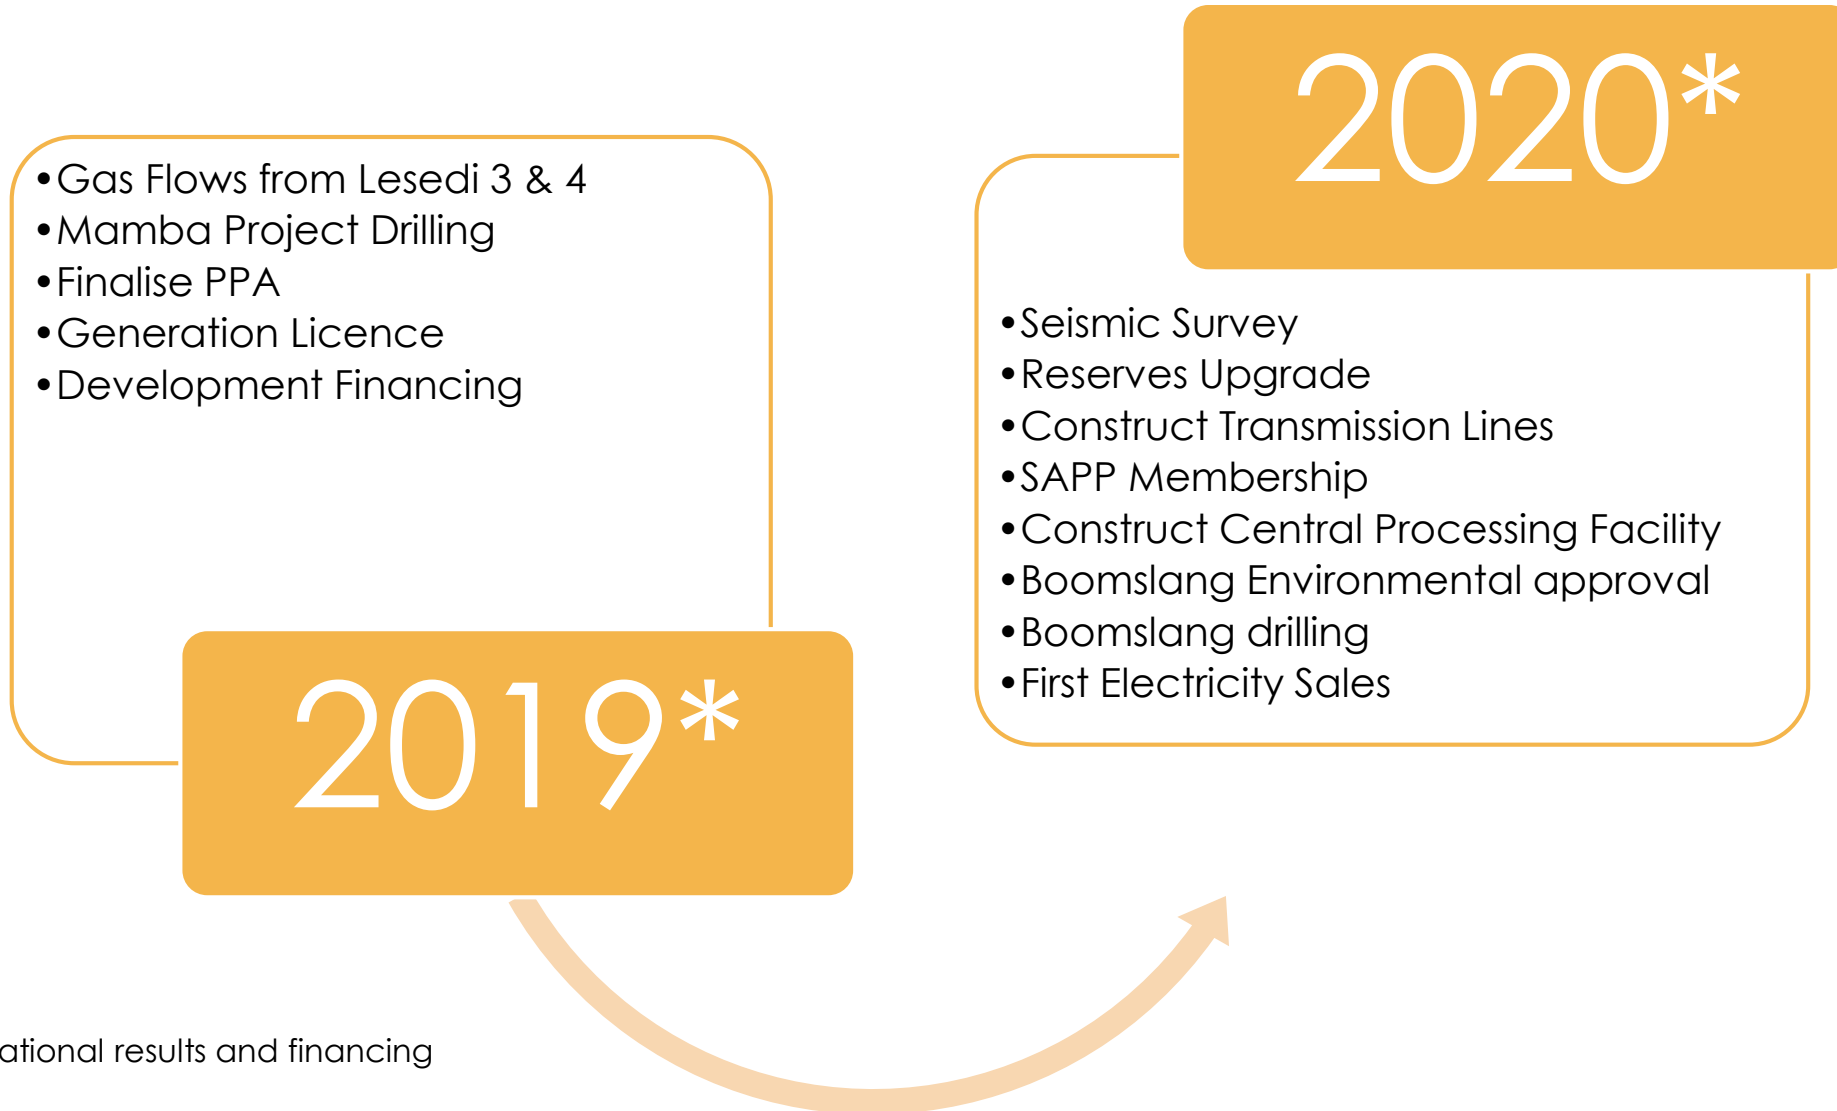 •Gas Flows from Lesedi 3 & 4
•Mamba Project Drilling
•Finalise PPA
•Generation Licence
•Development Financing
2019*
2020*
•Seismic Survey
•Reserves Upgrade
•Construct Transmission Lines
•SAPP Membership
•Construct Central Processing Facility
•Boomslang Environmental approval
•Boomslang drilling
•First Electricity Sales
results and financing